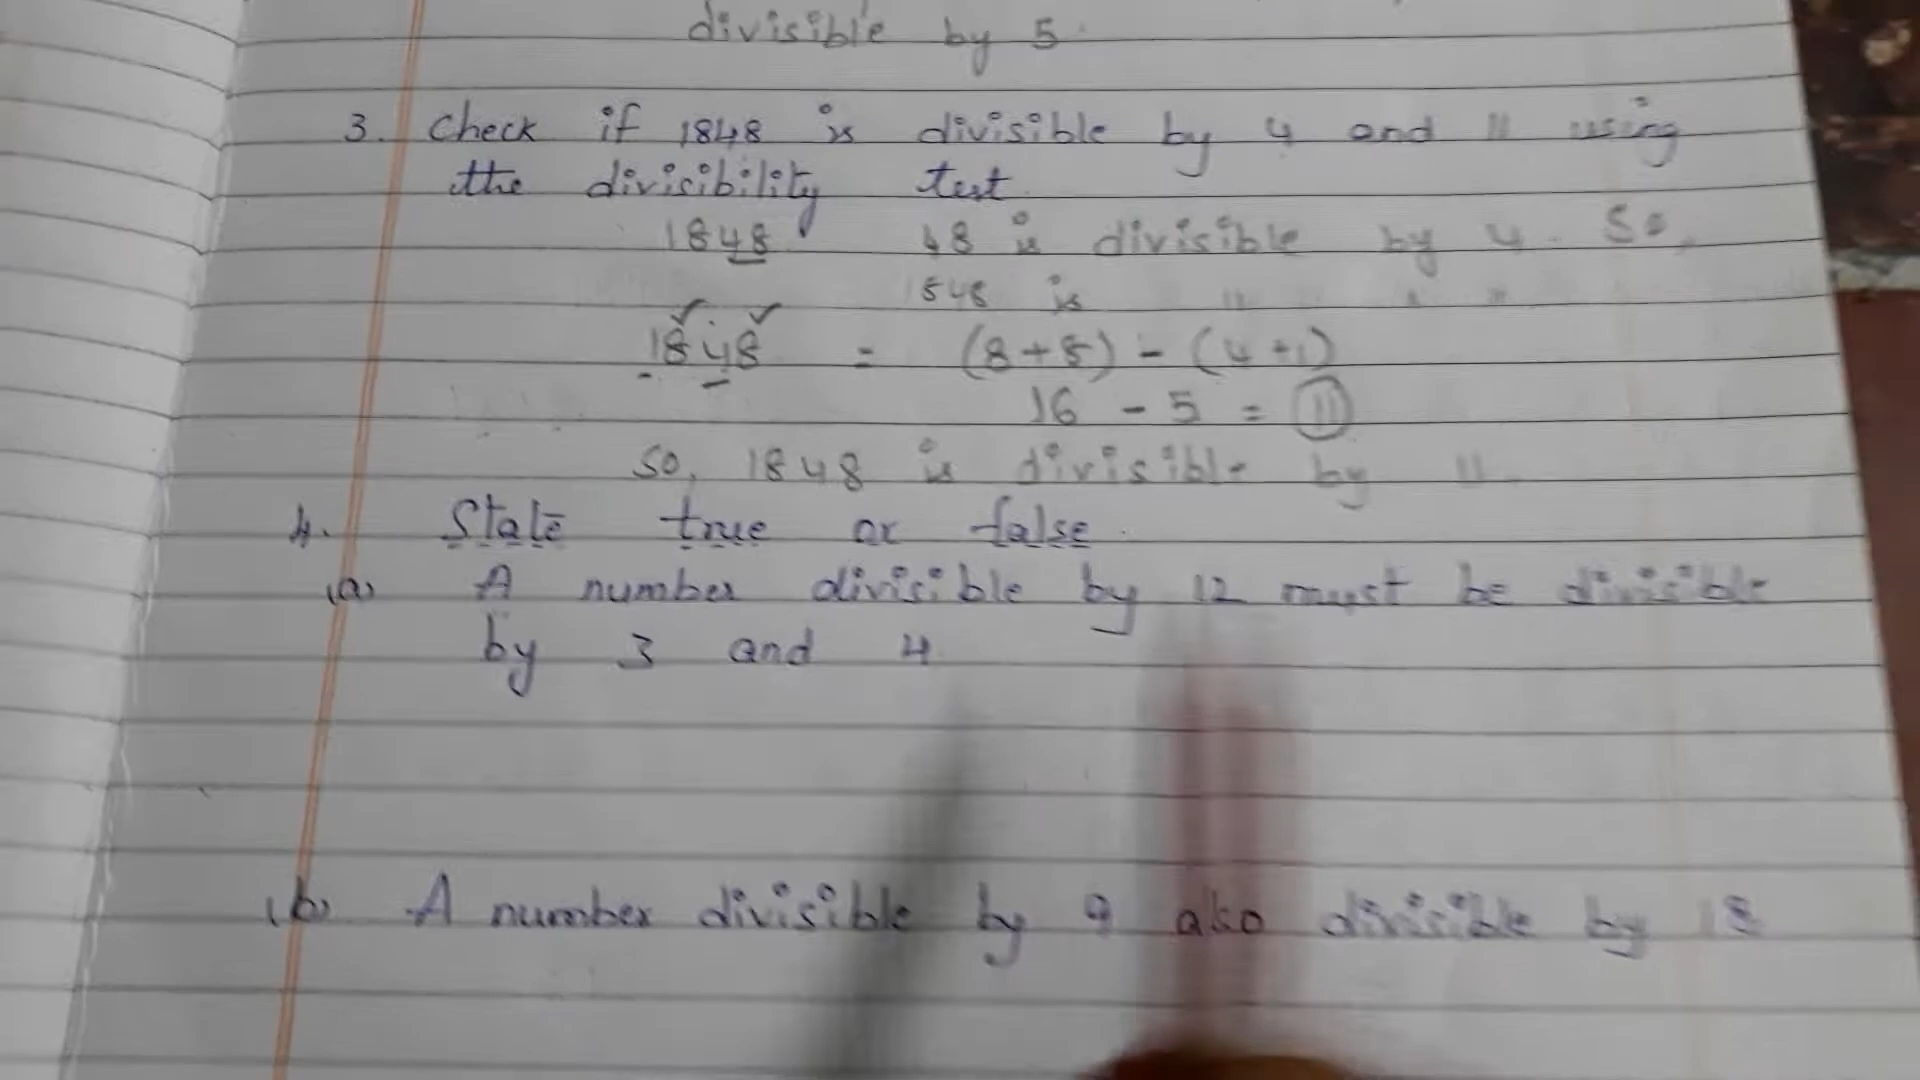 divisible by 5.
3. Check if 1848 is divisible by 4 and 11 using
the divisibility test
1848 48 is divisible by 4. So,
1848 is " " "
1848 = (8+8) - (4+1)
16 - 5 = 11
So, 1848 is divisible by 11.
4. State true or false.
(a) A number divisible by 12 must be divisible
by 3 and 4.
(b) A number divisible by 9 also divisible by 18